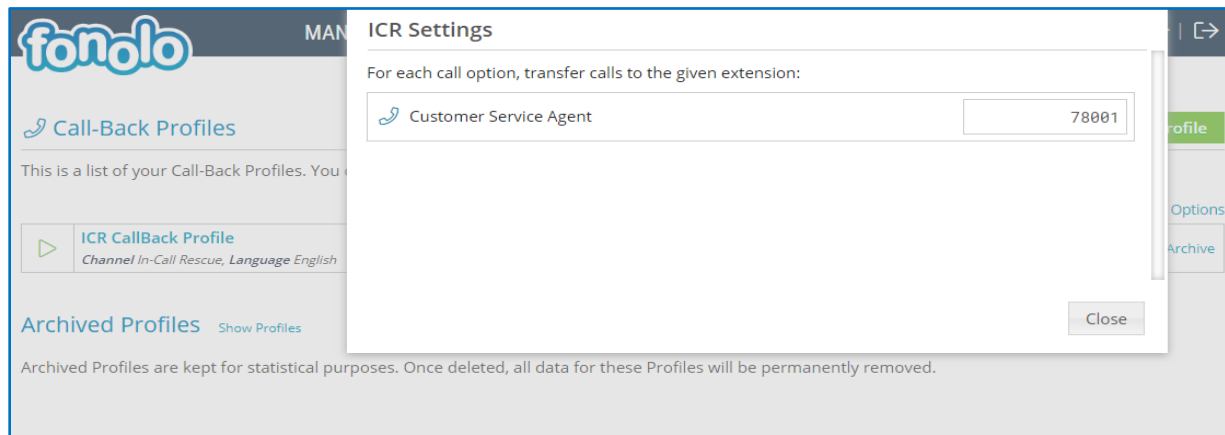 fonolo
MAN
ICR Settings
For each call option, transfer calls to the given extension:
Customer Service Agent
78001
Call-Back Profiles
rofile
This is a list of your Call-Back Profiles. You
Options
ICR CallBack Profile
Channel In-Call Rescue, Language English
Archive
Close
Archived Profiles Show Profiles
Archived Profiles are kept for statistical purposes. Once deleted, all data for these Profiles will be permanently removed.